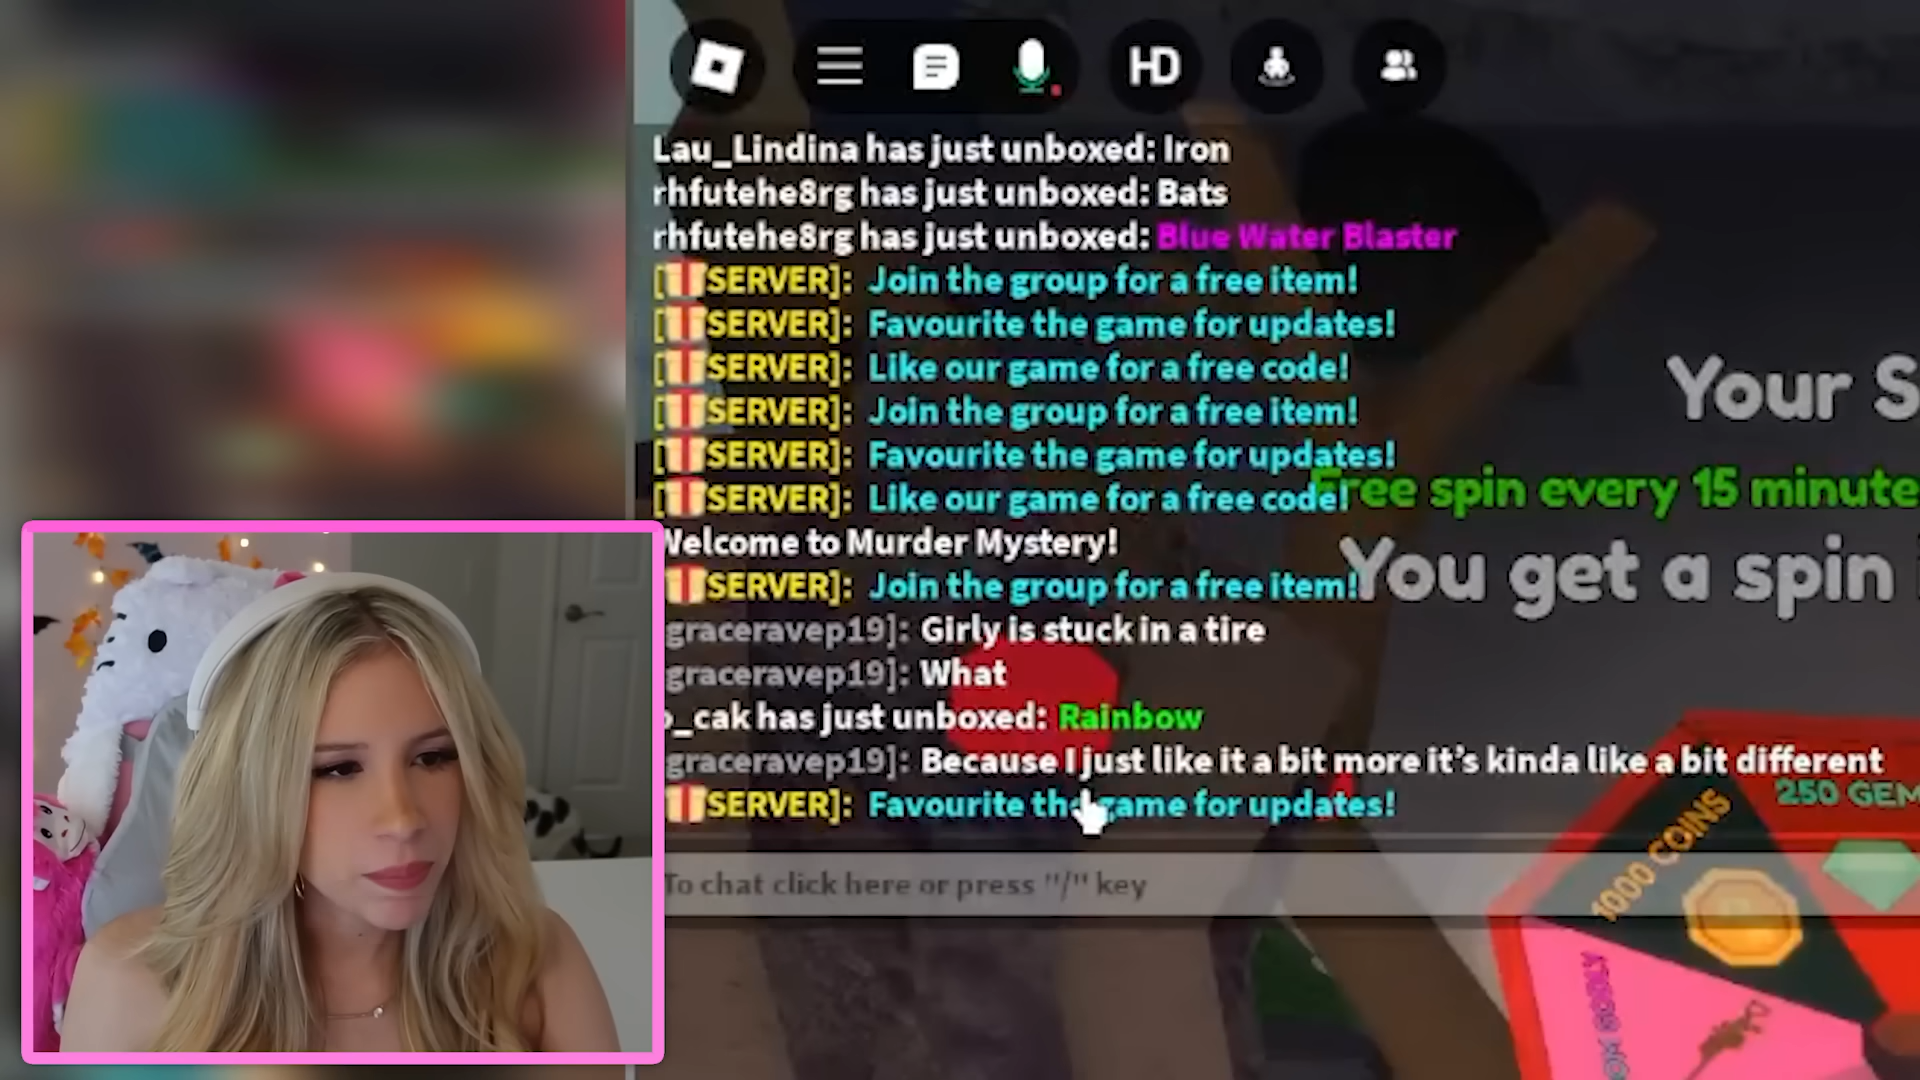 HD
Lau_Lindina has just unboxed: Iron
rhfutehe8rg has just unboxed: Bats
rhfutehe8rg has just unboxed: Blue Water Blaster
[SERVER]: Join the group for a free item!
[SERVER]: Favourite the game for updates!
[SERVER]: Like our game for a free code!
[SERVER]: Join the group for a free item!
[SERVER]: Favourite the game for updates!
[SERVER]: Like our game for a free code!
Welcome to Murder Mystery!
SERVER]: Join the group for a free item!
graceravep19]: Girly is stuck in a tire
graceravep19]: What
_cak has just unboxed: Rainbow
graceravep19]: Because I just like it a bit more it’s kinda like a bit different
SERVER]: Favourite the game for updates!
To chat click here or press "/" key
Your S
Free spin every 15 minute
You get a spin
250 GEM
1000 COINS
GODLY